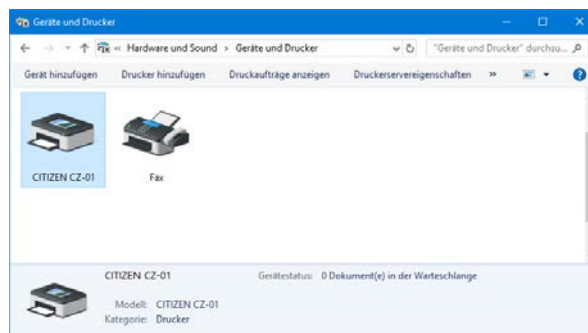 Geräte und Drucker
« Hardware und Sound > Geräte und Drucker
"Geräte und Drucker" durchsu...
Gerät hinzufügen Drucker hinzufügen Druckaufträge anzeigen Druckerservereigenschaften »
CITIZEN CZ-01
Fax
CITIZEN CZ-01 Gerätestatus: 0 Dokument(e) in der Warteschlange
Modell: CITIZEN CZ-01
Kategorie: Drucker